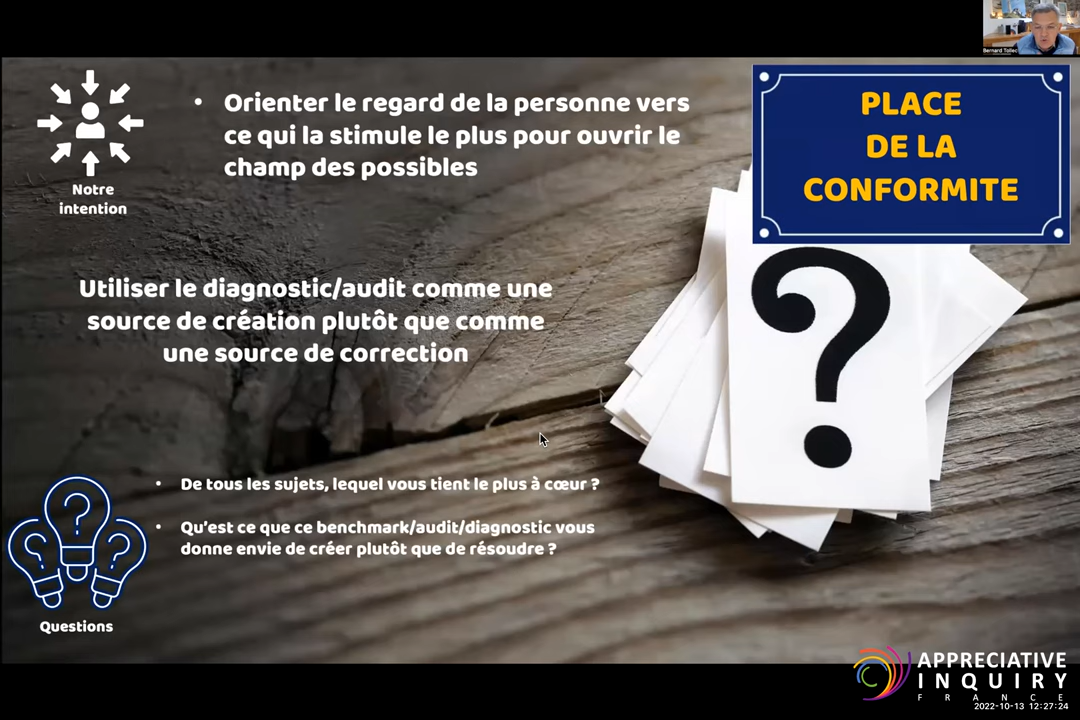 Bernard Tollec
PLACE
DE LA
CONFORMITE
• Orienter le regard de la personne vers
ce qui la stimule le plus pour ouvrir le
champ des possibles
Notre
intention
Utiliser le diagnostic/audit comme une
source de création plutôt que comme
une source de correction
?
• De tous les sujets, lequel vous tient le plus à cœur ?
• Qu'est ce que ce benchmark/audit/diagnostic vous
donne envie de créer plutôt que de résoudre ?
? ? ?
Questions
APPRECIATIVE
INQUIRY
FRANCE
2022-10-13 12:27:24